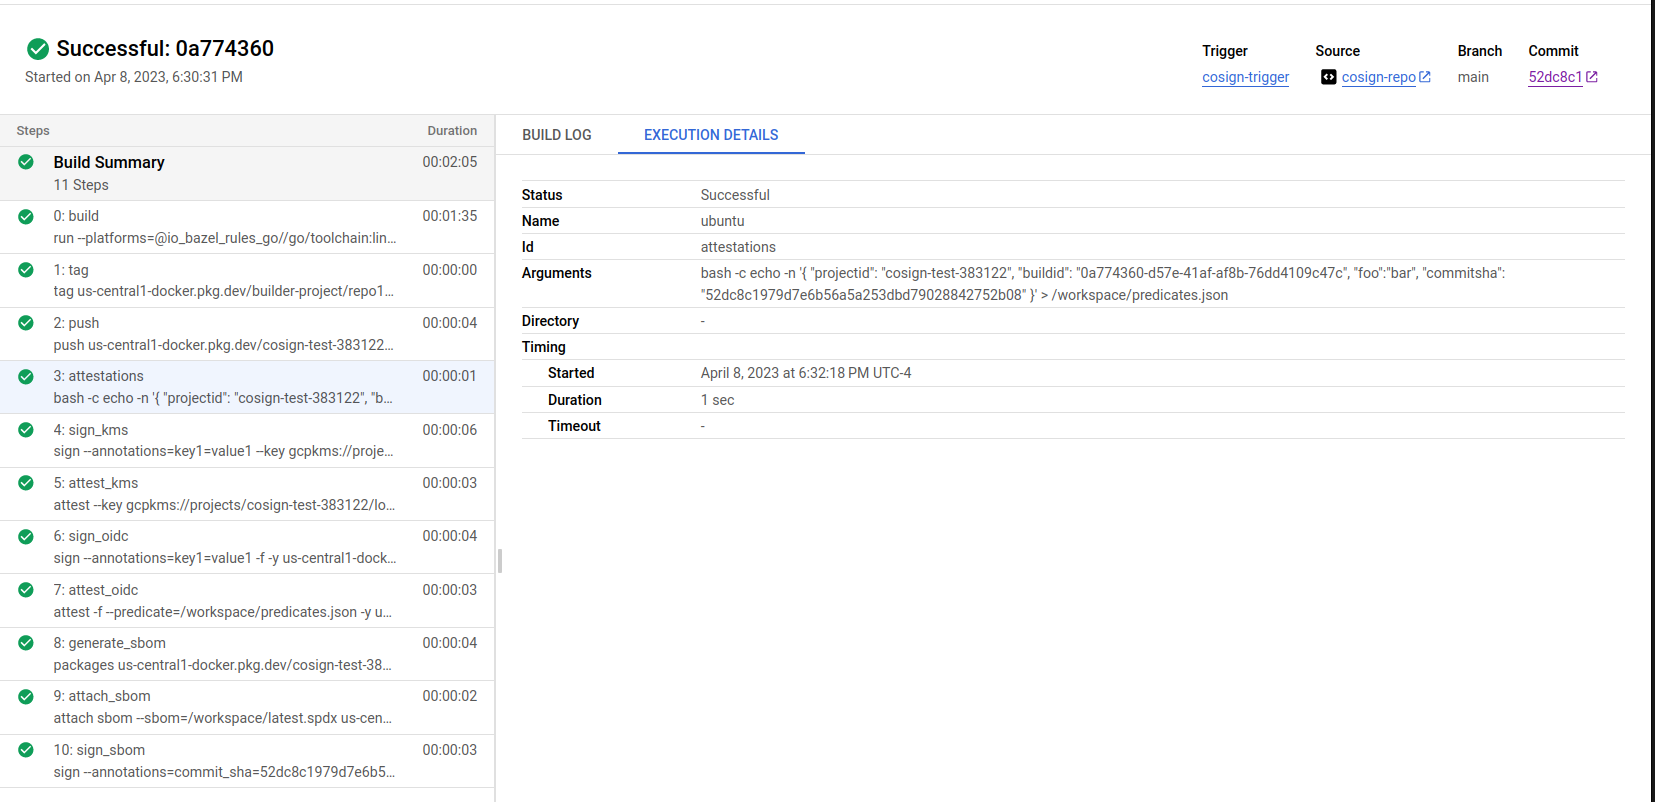 Successful: 0a774360
Started on Apr 8, 2023, 6:30:31 PM
Trigger
cosign-trigger
Source
cosign-repo
Branch
main
Commit
52dc8c1
Steps Duration
Build Summary 00:02:05
11 Steps
0: build 00:01:35
run --platforms=@io_bazel_rules_go//go/toolchain:lin...
1: tag 00:00:00
tag us-central1-docker.pkg.dev/builder-project/repo1...
2: push 00:00:04
push us-central1-docker.pkg.dev/cosign-test-383122...
3: attestations 00:00:01
bash -c echo -n '{ "projectid": "cosign-test-383122", "b...
4: sign_kms 00:00:06
sign --annotations=key1=value1 --key gcpkms://proje...
5: attest_kms 00:00:03
attest --key gcpkms://projects/cosign-test-383122/lo...
6: sign_oidc 00:00:04
sign --annotations=key1=value1 -f -y us-central1-dock...
7: attest_oidc 00:00:03
attest -f --predicate=/workspace/predicates.json -y u...
8: generate_sbom 00:00:04
packages us-central1-docker.pkg.dev/cosign-test-38...
9: attach_sbom 00:00:02
attach sbom --sbom=/workspace/latest.spdx us-cen...
10: sign_sbom 00:00:03
sign --annotations=commit_sha=52dc8c1979d7e6b5...
BUILD LOG EXECUTION DETAILS
Status Successful
Name ubuntu
Id attestations
Arguments bash -c echo -n '{ "projectid": "cosign-test-383122", "buildid": "0a774360-d57e-41af-af8b-76dd4109c47c", "foo":"bar", "commitsha":
"52dc8c1979d7e6b56a5a253dbd79028842752b08" }' > /workspace/predicates.json
Directory -
Timing
Started April 8, 2023 at 6:32:18 PM UTC-4
Duration 1 sec
Timeout -